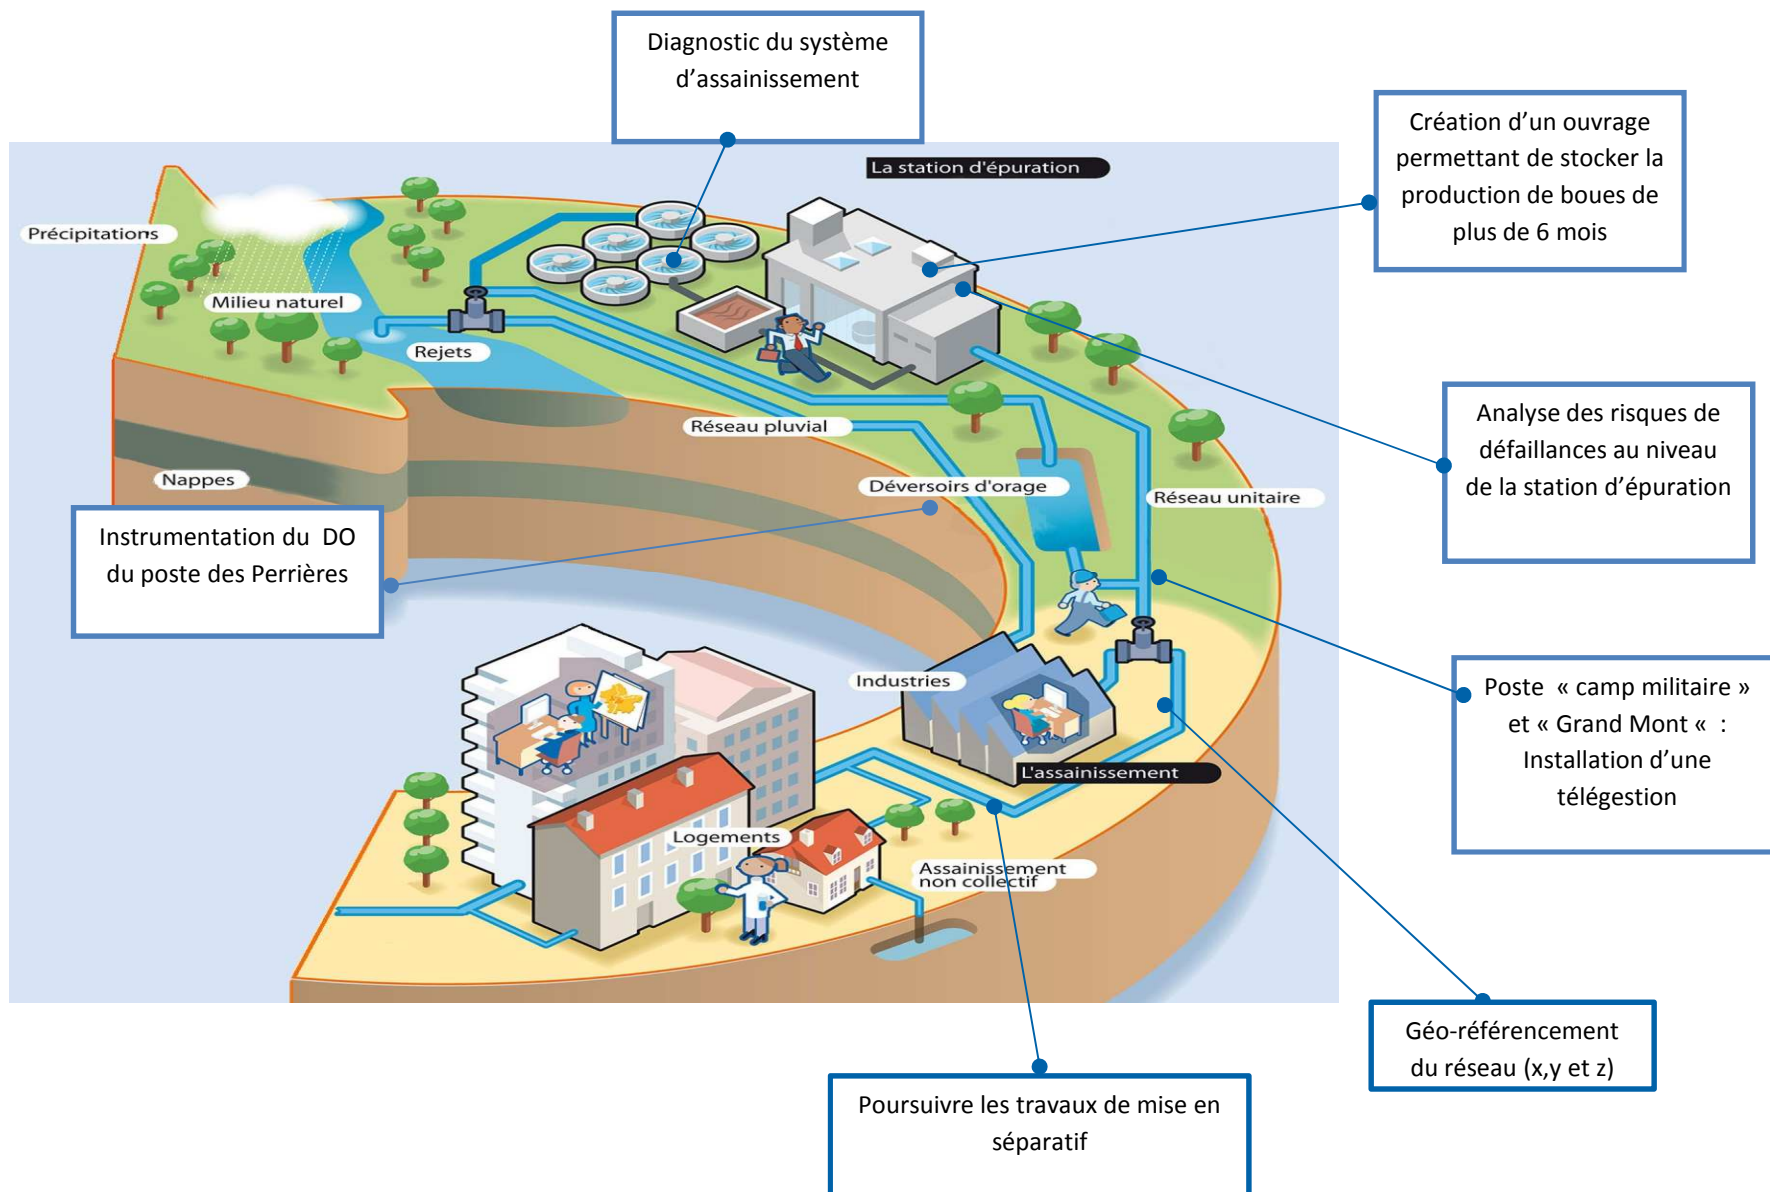 Diagnostic du système
d’assainissement
Création d’un ouvrage
permettant de stocker la
production de boues de
plus de 6 mois
La station d'épuration
Précipitations
Milieu naturel
Rejets
Réseau pluvial
Nappes
Déversoirs d'orage
Réseau unitaire
Analyse des risques de
défaillances au niveau
de la station d’épuration
Instrumentation du  DO
du poste des Perrières
Industries
L'assainissement
Poste  « camp militaire »
et « Grand Mont «  :
Installation d’une
télégestion
Logements
Assainissement
non collectif
Géo-référencement
du réseau (x,y et z)
Poursuivre les travaux de mise en
séparatif